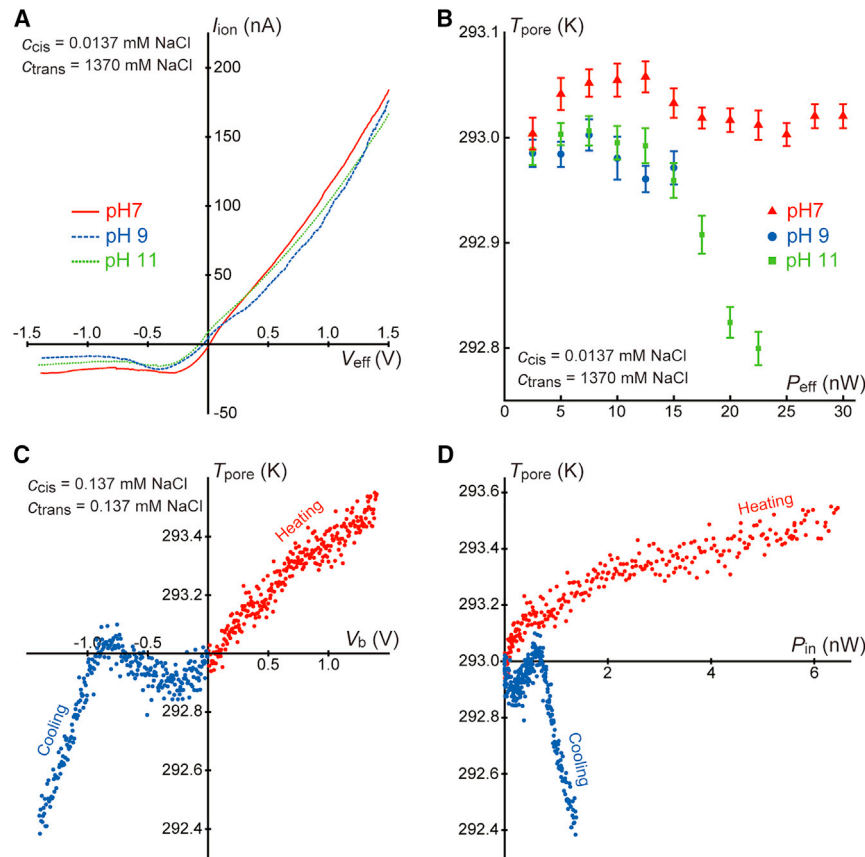 A
I_ion (nA)
c_cis = 0.0137 mM NaCl
c_trans = 1370 mM NaCl
200
150
100
50
-50
pH7
pH 9
pH 11
-1.5
-1.0
-0.5
0
0.5
1.0
1.5
V_eff (V)
B
T_pore (K)
293.1
293.0
292.9
292.8
pH7
pH 9
pH 11
c_cis = 0.0137 mM NaCl
c_trans = 1370 mM NaCl
P_eff (nW)
0
5
10
15
20
25
30
C
T_pore (K)
c_cis = 0.137 mM NaCl
c_trans = 0.137 mM NaCl
293.4
293.2
292.8
292.6
292.4
Heating
Cooling
-1.0
-0.5
0.5
1.0
V_b (V)
D
T_pore (K)
293.6
293.4
293.2
293.0
292.8
292.6
292.4
Heating
Cooling
2
4
6
P_in (nW)